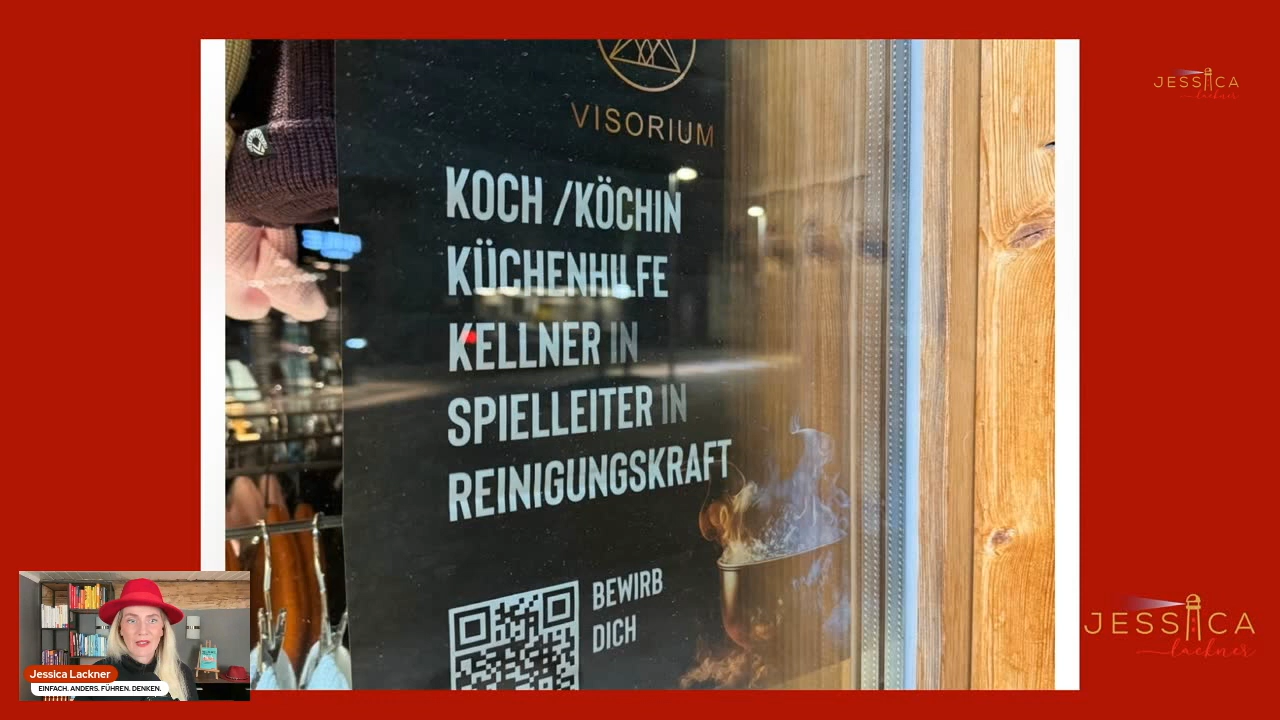 VISORIUM
KOCH /KÖCHIN
KÜCHENHILFE
KELLNER IN
SPIELLEITER IN
REINIGUNGSKRAFT
BEWIRB
DICH
JESSICA
lackner
JESSICA
lackner
Jessica Lackner
EINFACH. ANDERS. FÜHREN. DENKEN.